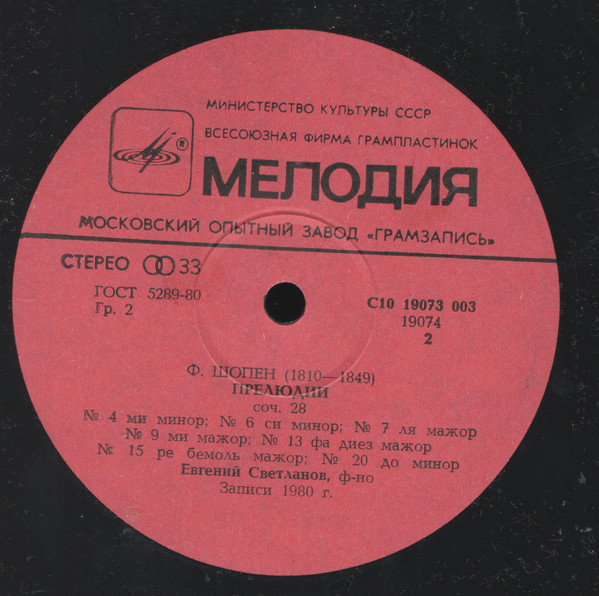 МИНИСТЕРСТВО КУЛЬТУРЫ СССР
ВСЕСОЮЗНАЯ ФИРМА ГРАМПЛАСТИНОК
®
МЕЛОДИЯ
МОСКОВСКИЙ ОПЫТНЫЙ ЗАВОД «ГРАМЗАПИСЬ»
СТЕРЕО 33
ГОСТ 5289-80
Гр. 2
С10 19073 003
19074
2
Ф. ШОПЕН (1810—1849)
ПРЕЛЮДИИ
соч. 28
№ 4 ми минор; № 6 си минор; № 7 ля мажор
№ 9 ми мажор; № 13 фа диез мажор
№ 15 ре бемоль мажор; № 20 до минор
Евгений Светланов, ф-но
Записи 1980 г.